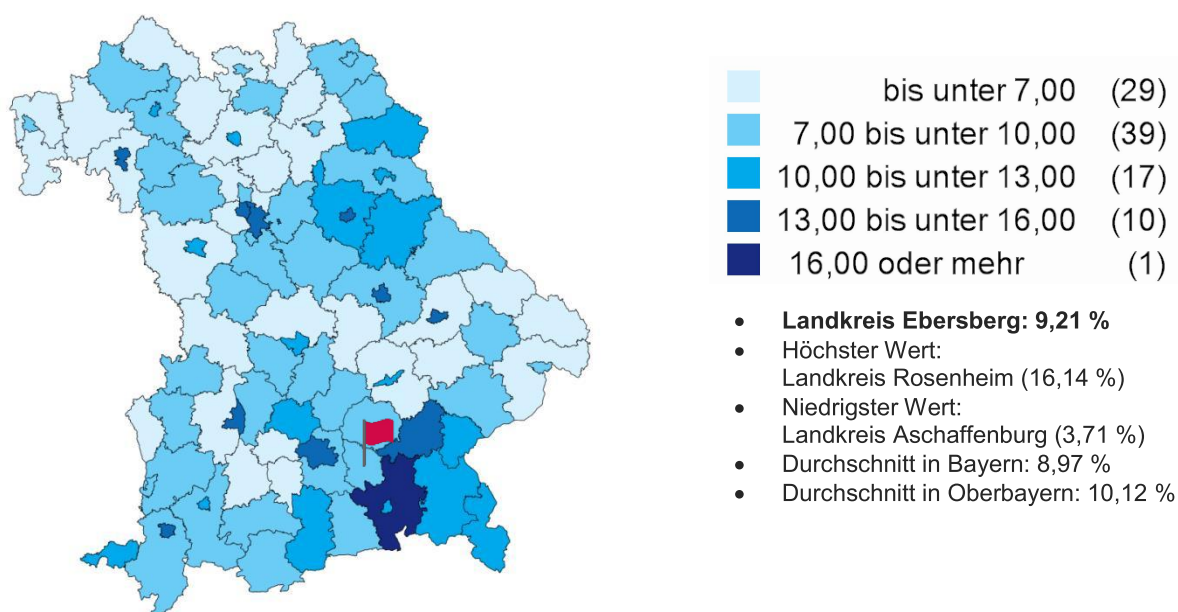 bis unter 7,00 (29)
7,00 bis unter 10,00 (39)
10,00 bis unter 13,00 (17)
13,00 bis unter 16,00 (10)
16,00 oder mehr (1)
• Landkreis Ebersberg: 9,21 %
• Höchster Wert:
Landkreis Rosenheim (16,14 %)
• Niedrigster Wert:
Landkreis Aschaffenburg (3,71 %)
• Durchschnitt in Bayern: 8,97 %
• Durchschnitt in Oberbayern: 10,12 %